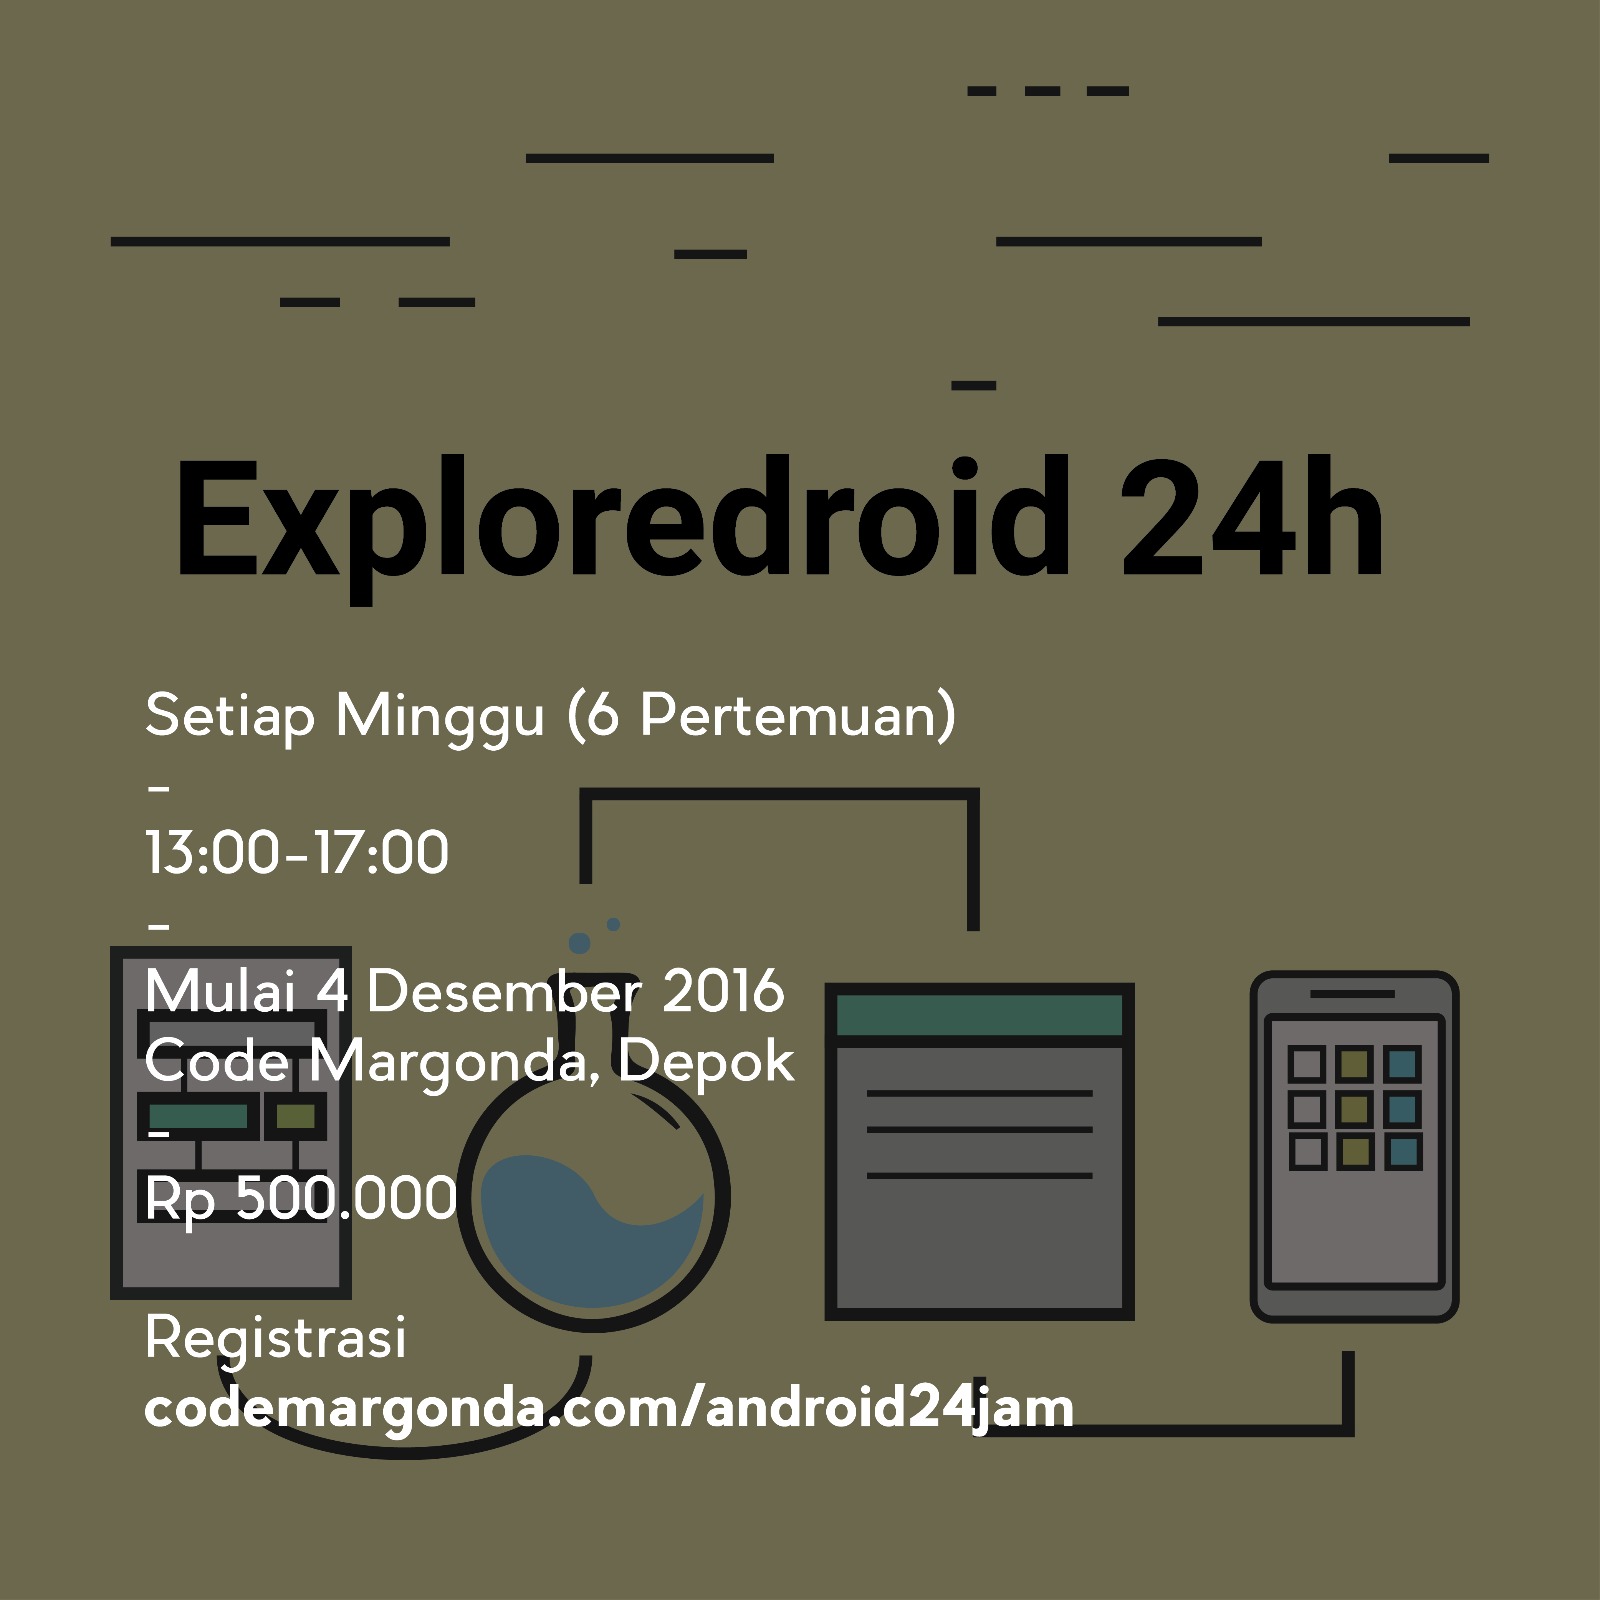 Exploredroid 24h
Setiap Minggu (6 Pertemuan)
-
13:00-17:00
-
Mulai 4 Desember 2016
Code Margonda, Depok
-
Rp 500.000
Registrasi
codemargonda.com/android24jam